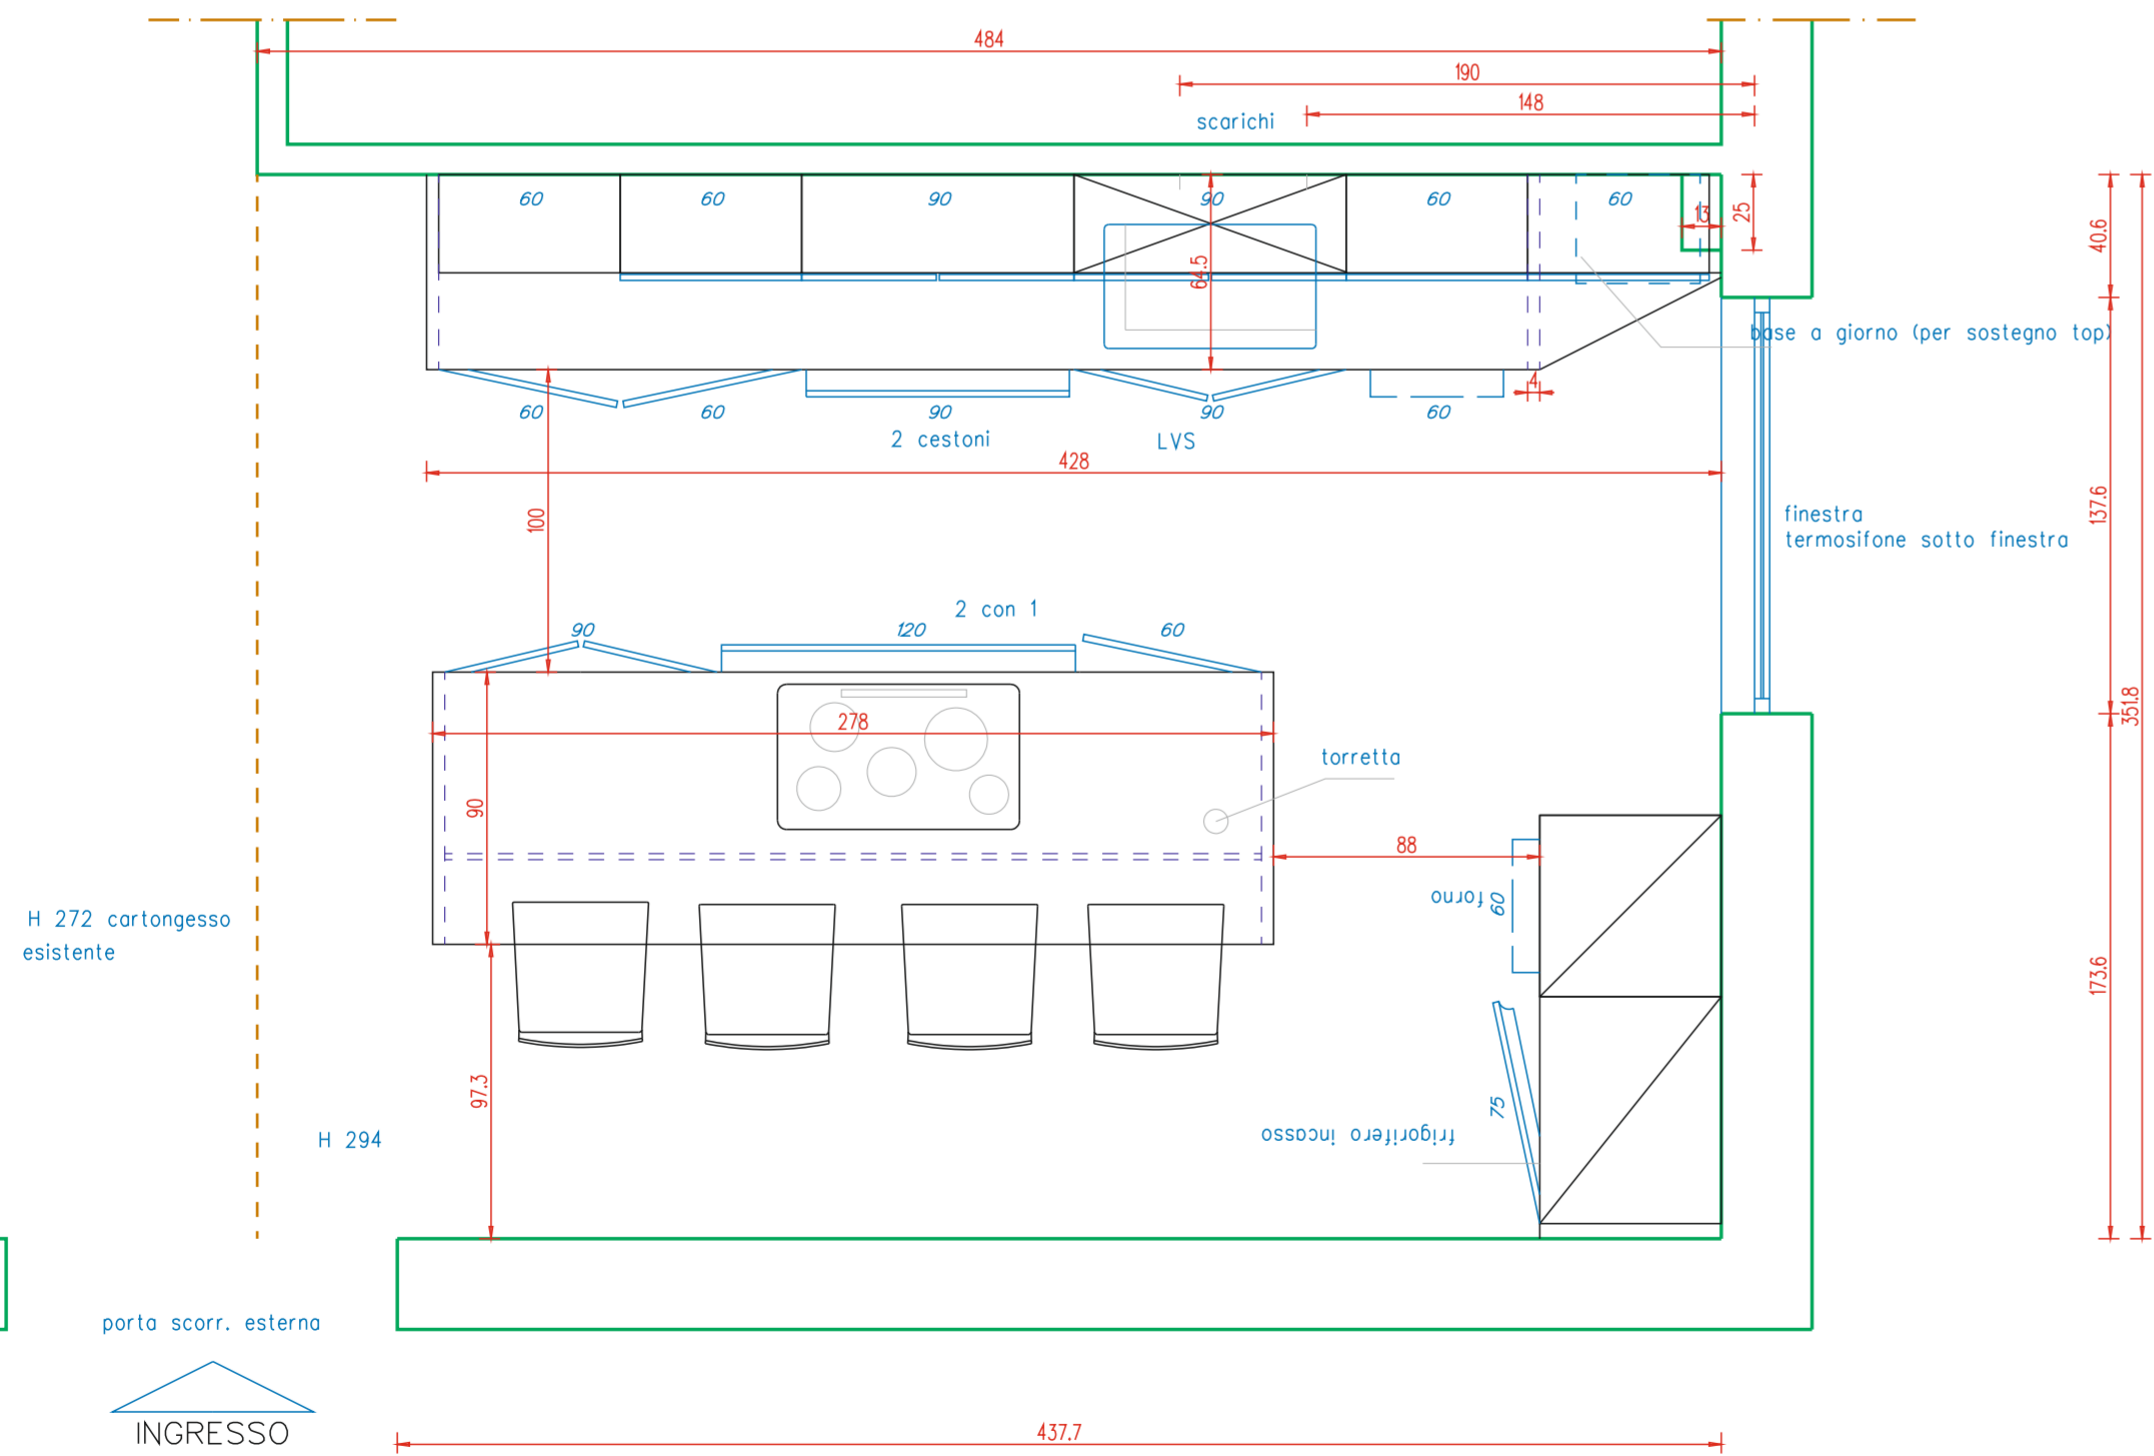 484
190
148
scarichi
60
60
90
90
60
60
13
25
40.6
64.5
base a giorno (per sostegno top)
4
60
60
90
90
60
2 cestoni
LVS
428
100
137.6
finestra
termosifone sotto finestra
2 con 1
90
120
60
351.8
278
torretta
90
88
forno
60
H 272 cartongesso
esistente
173.6
97.3
75
frigorifero incasso
H 294
porta scorr. esterna
INGRESSO
437.7